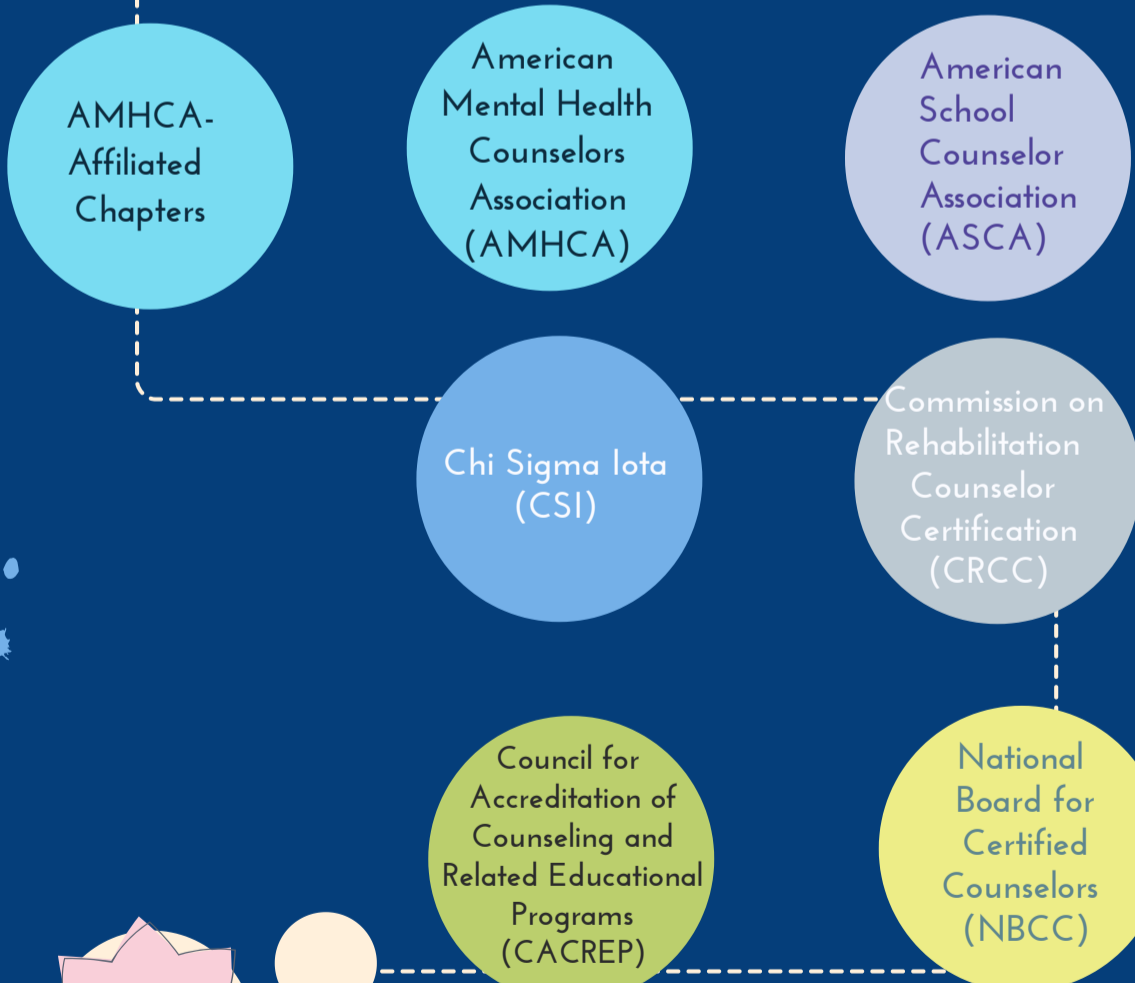 AMHCA-
Affiliated
Chapters
American
Mental Health
Counselors
Association
(AMHCA)
American
School
Counselor
Association
(ASCA)
Chi Sigma Iota
(CSI)
Commission on
Rehabilitation
Counselor
Certification
(CRCC)
Council for
Accreditation of
Counseling and
Related Educational
Programs
(CACREP)
National
Board for
Certified
Counselors
(NBCC)